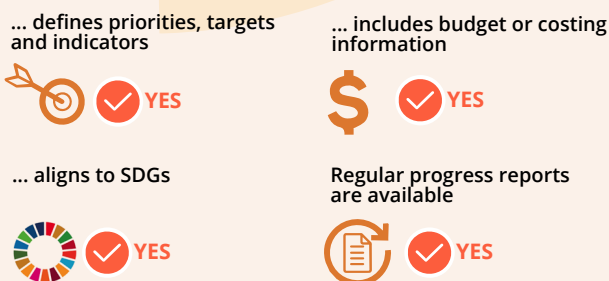 ... defines priorities, targets
and indicators
YES
... includes budget or costing
information
$
YES
... aligns to SDGs
YES
Regular progress reports
are available
YES